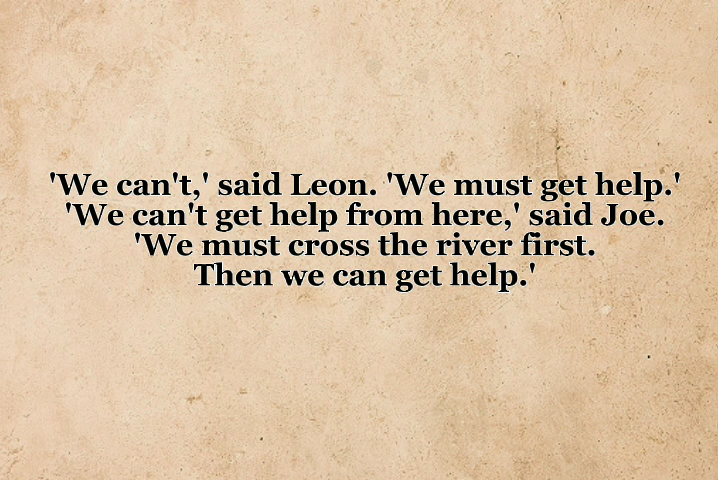 'We can't,' said Leon. 'We must get help.'
'We can't get help from here,' said Joe.
'We must cross the river first.
Then we can get help.'